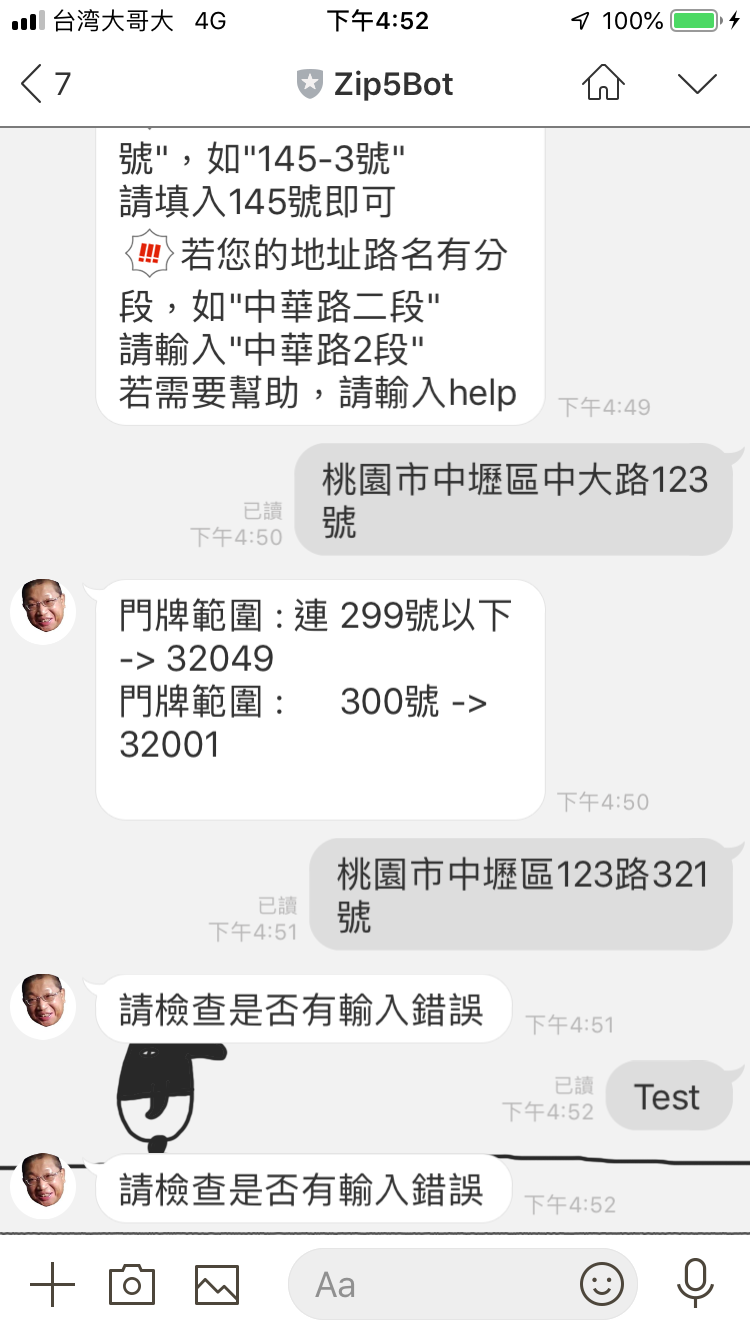 台湾大哥大 4G 下午4:52 100%
7 Zip5Bot
號"，如"145-3號"
請填入145號即可
!!! 若您的地址路名有分
段，如"中華路二段"
請輸入"中華路2段"
若需要幫助，請輸入help
下午4:49
桃園市中壢區中大路123
號
已讀
下午4:50
門牌範圍 : 連 299號以下
-> 32049
門牌範圍 : 300號 ->
32001
下午4:50
桃園市中壢區123路321
號
已讀
下午4:51
請檢查是否有輸入錯誤
下午4:51
Test
已讀
下午4:52
請檢查是否有輸入錯誤
下午4:52
Aa